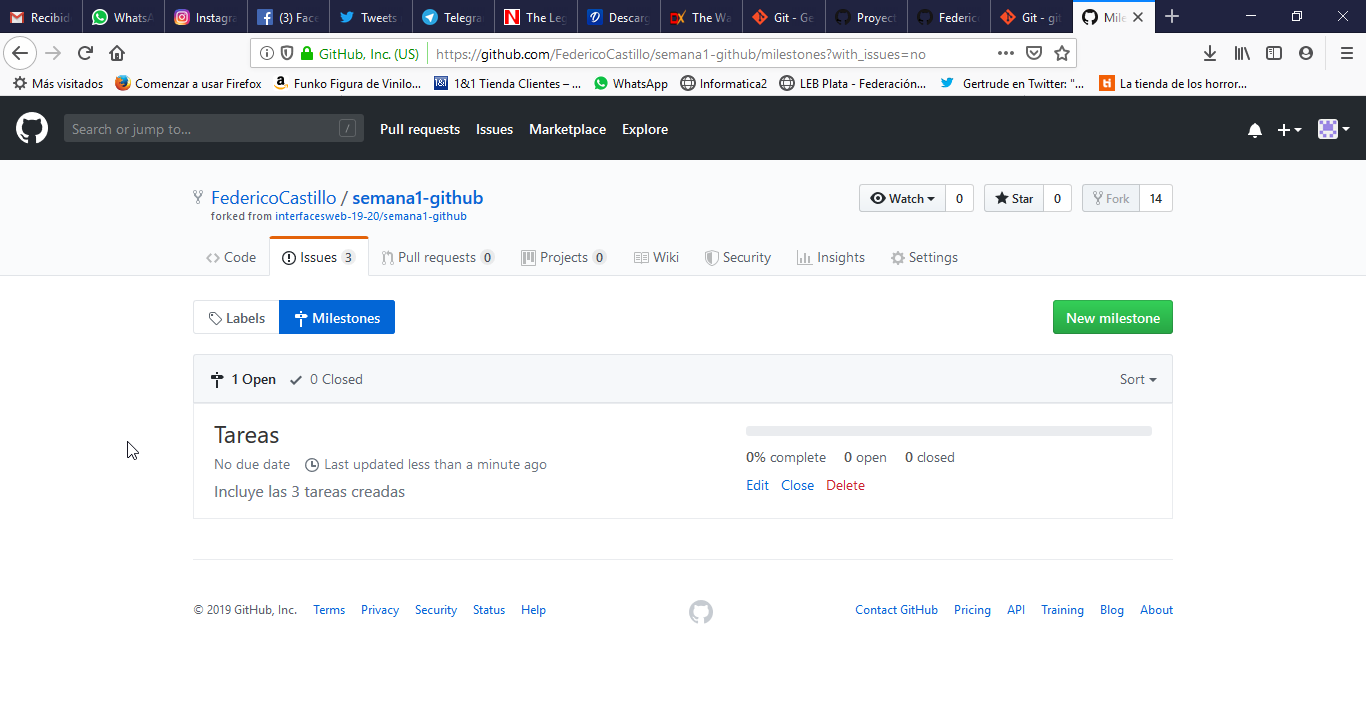 Recibid WhatsA Instagra (3) Face Tweets Telegra The Leg Descarg The Wa Git - Ge Proyect Federico Git - git Mile
GitHub, Inc. (US) https://github.com/FedericoCastillo/semana1-github/milestones?with_issues=no
Más visitados Comenzar a usar Firefox Funko Figura de Vinilo... 1&1 Tienda Clientes – ... WhatsApp Informatica2 LEB Plata - Federación... Gertrude en Twitter: "... La tienda de los horror...
Search or jump to... / Pull requests Issues Marketplace Explore
FedericoCastillo / semana1-github Watch 0 Star 0 Fork 14
forked from interfacesweb-19-20/semana1-github
Code Issues 3 Pull requests 0 Projects 0 Wiki Security Insights Settings
Labels Milestones New milestone
1 Open 0 Closed Sort
Tareas
No due date Last updated less than a minute ago
Incluye las 3 tareas creadas
0% complete 0 open 0 closed
Edit Close Delete
© 2019 GitHub, Inc. Terms Privacy Security Status Help Contact GitHub Pricing API Training Blog About